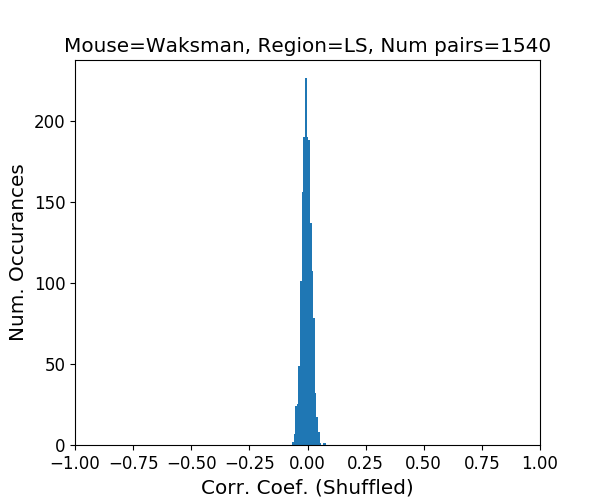 Mouse=Waksman, Region=LS, Num pairs=1540
Num. Occurances
200
150
100
50
0
−1.00 −0.75 −0.50 −0.25 0.00 0.25 0.50 0.75 1.00
Corr. Coef. (Shuffled)